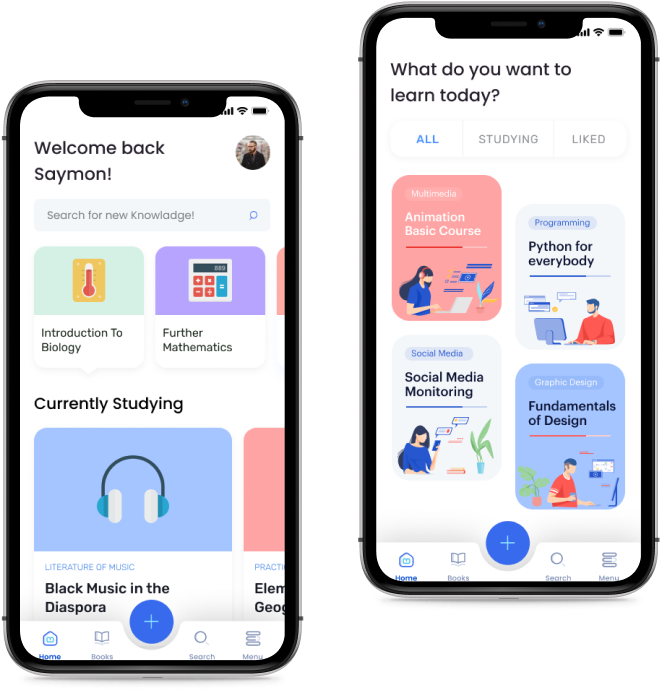 Welcome back
Saymon!
Search for new Knowladge!
Introduction To
Biology
Further
Mathematics
Currently Studying
LITERATURE OF MUSIC
Black Music in the
Diaspora
PRACTI
Elem
Geog
Home
Books
Search
Menu
What do you want to
learn today?
ALL
STUDYING
LIKED
Multimedia
Animation
Basic Course
Programming
Python for
everybody
Social Media
Social Media
Monitoring
Graphic Design
Fundamentals
of Design
Home
Books
Search
Menu